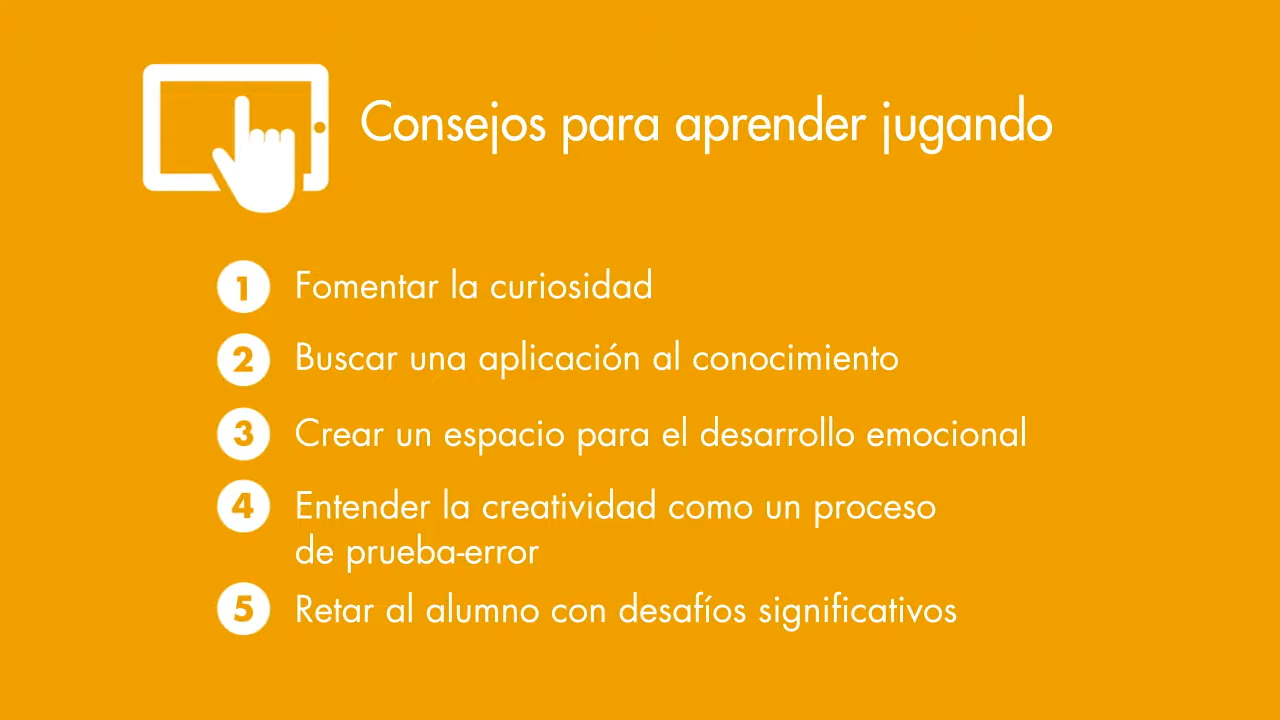 Consejos para aprender jugando
1 Fomentar la curiosidad
2 Buscar una aplicación al conocimiento
3 Crear un espacio para el desarrollo emocional
4 Entender la creatividad como un proceso
de prueba-error
5 Retar al alumno con desafíos significativos